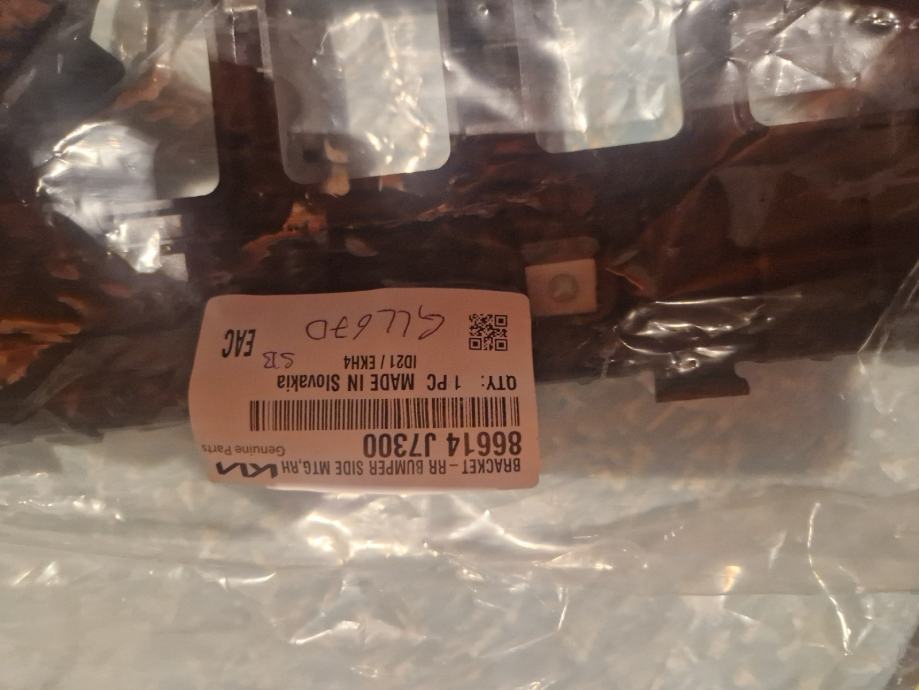 BRACKET-RR BUMPER SIDE MTG,RH
KIA
86614 J7300
Genuine Parts
QTY: 1 PC MADE IN Slovakia
ID21 / EKH4
SB
EAC